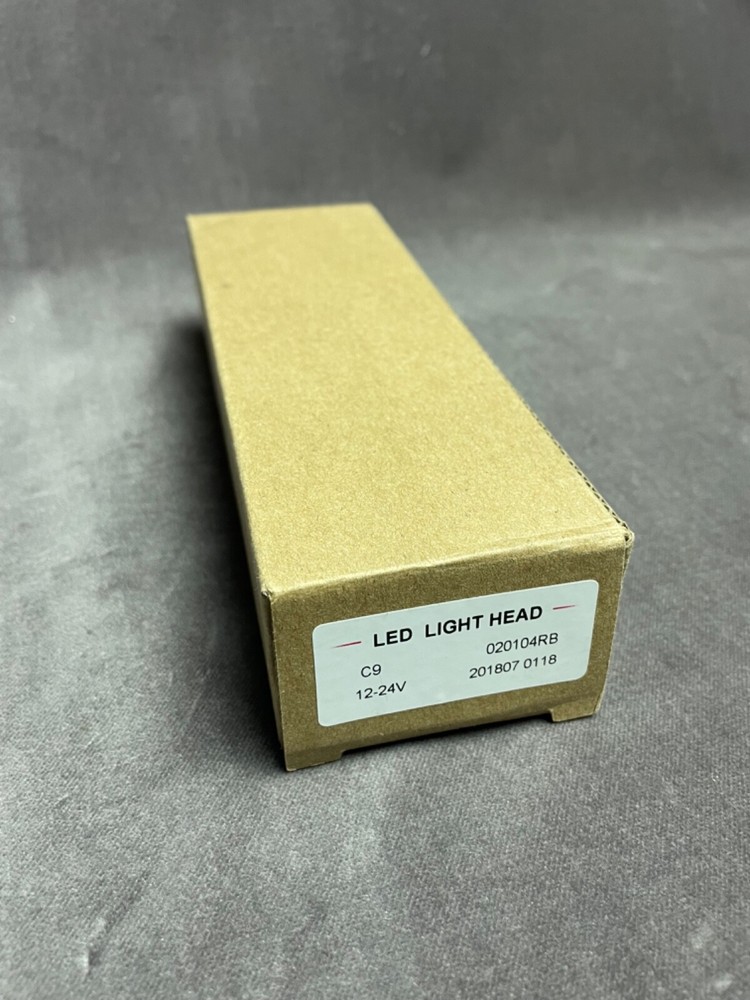 LED LIGHT HEAD
C9 020104RB
12-24V 201807 0118